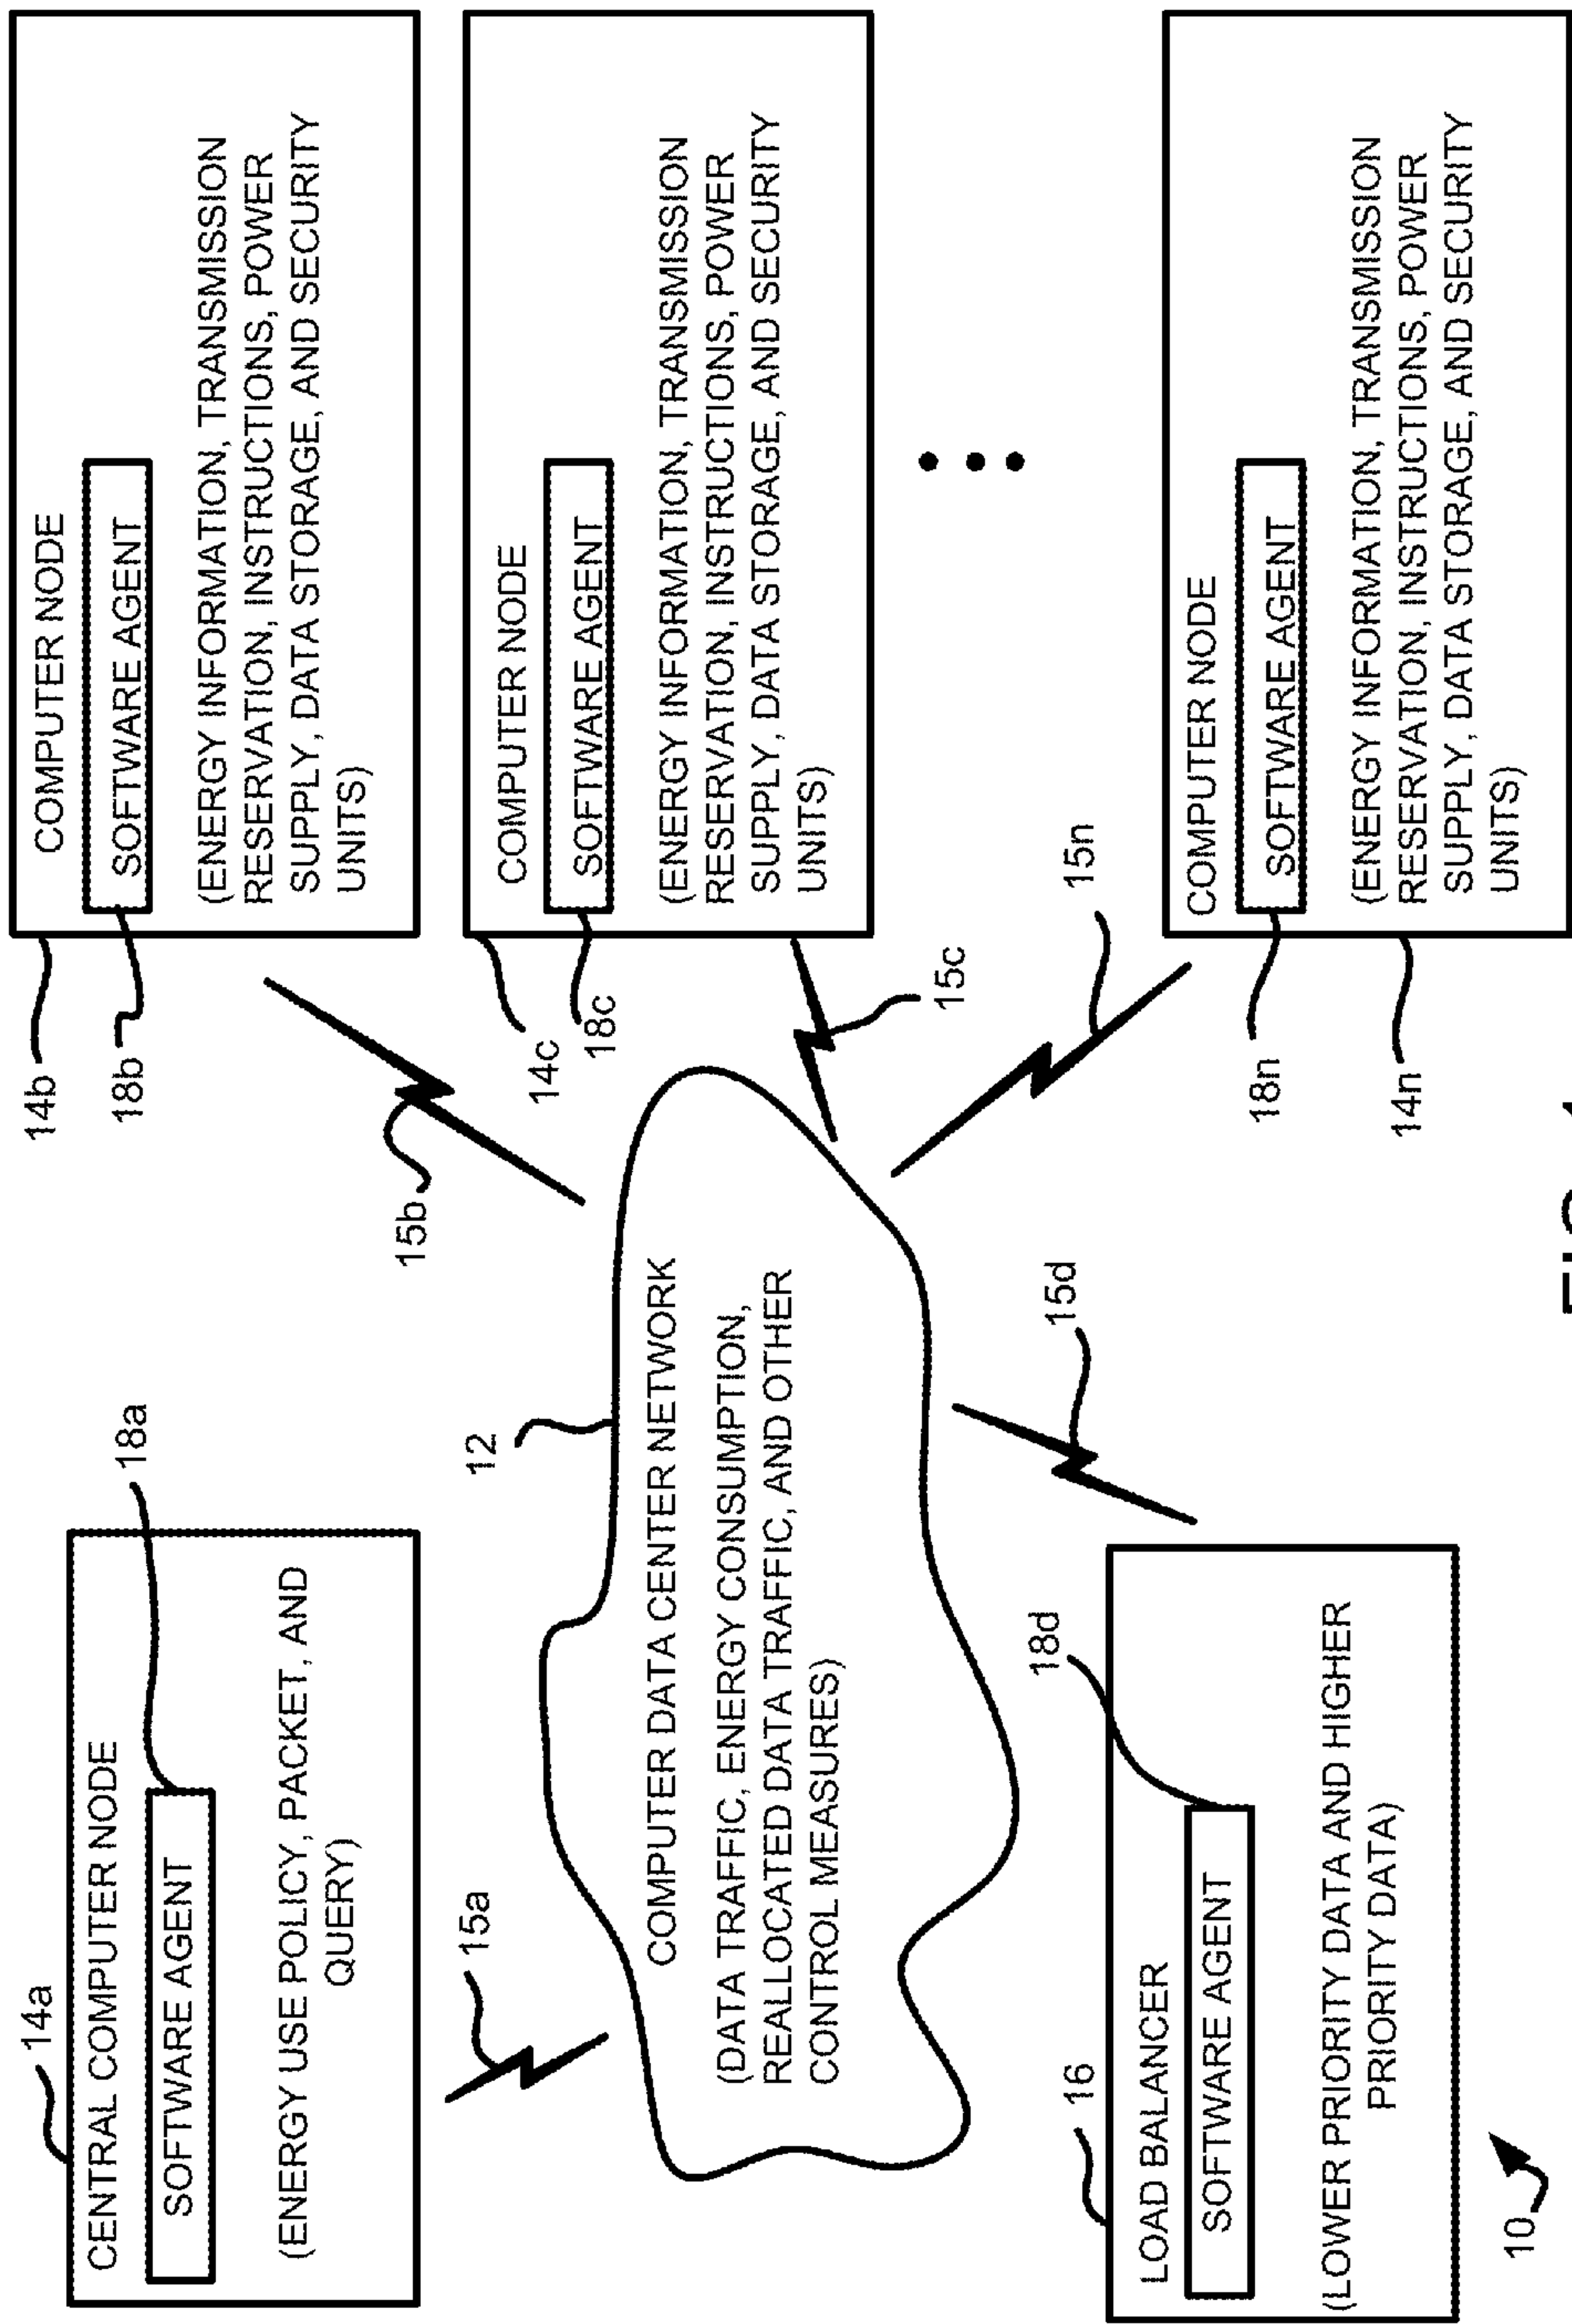 14a
CENTRAL COMPUTER NODE
SOFTWARE AGENT
18a
(ENERGY USE POLICY, PACKET, AND
QUERY)
15a
12
COMPUTER DATA CENTER NETWORK
(DATA TRAFFIC, ENERGY CONSUMPTION,
REALLOCATED DATA TRAFFIC, AND OTHER
CONTROL MEASURES)
16
LOAD BALANCER
SOFTWARE AGENT
18d
(LOWER PRIORITY DATA AND HIGHER
PRIORITY DATA)
15d
10
14b
COMPUTER NODE
18b
SOFTWARE AGENT
(ENERGY INFORMATION, TRANSMISSION
RESERVATION, INSTRUCTIONS, POWER
SUPPLY, DATA STORAGE, AND SECURITY
UNITS)
15b
14c
COMPUTER NODE
18c
SOFTWARE AGENT
(ENERGY INFORMATION, TRANSMISSION
RESERVATION, INSTRUCTIONS, POWER
SUPPLY, DATA STORAGE, AND SECURITY
UNITS)
15c
15n
COMPUTER NODE
18n
SOFTWARE AGENT
(ENERGY INFORMATION, TRANSMISSION
RESERVATION, INSTRUCTIONS, POWER
SUPPLY, DATA STORAGE, AND SECURITY
UNITS)
14n